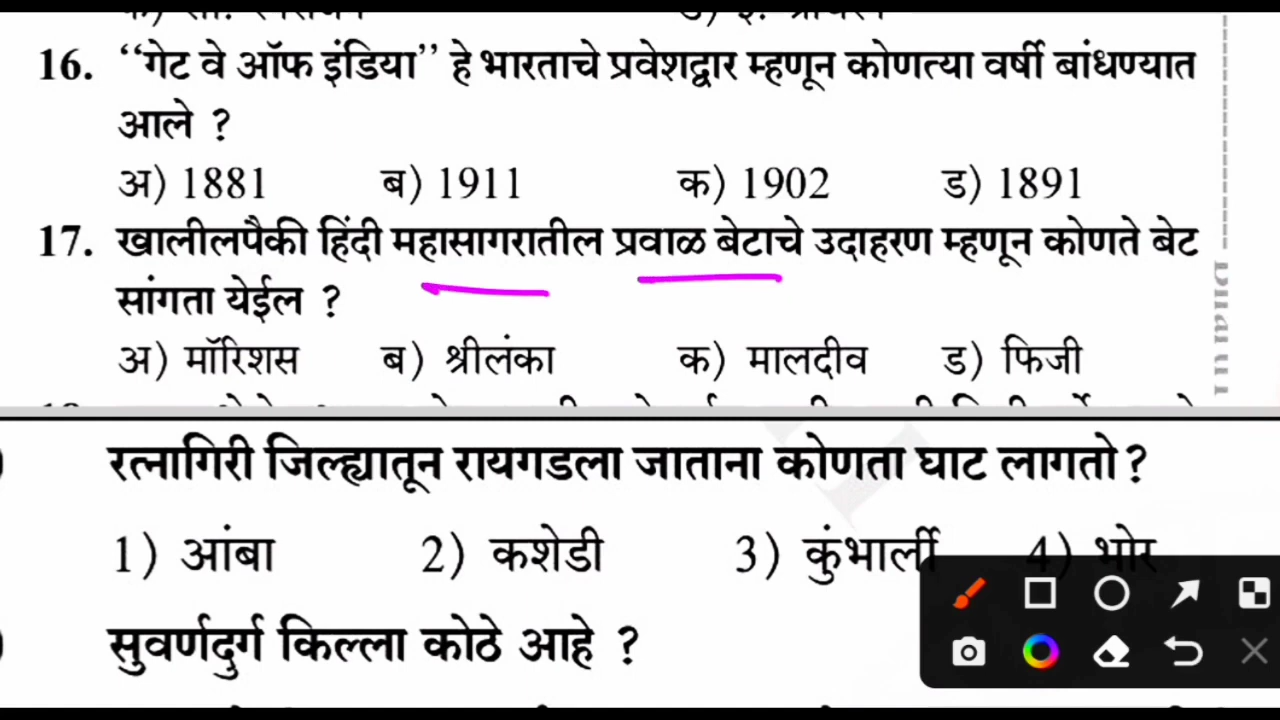 16. “गेट वे ऑफ इंडिया” हे भारताचे प्रवेशद्वार म्हणून कोणत्या वर्षी बांधण्यात
आले ?
अ) 1881 ब) 1911 क) 1902 ड) 1891
17. खालीलपैकी हिंदी महासागरातील प्रवाळ बेटाचे उदाहरण म्हणून कोणते बेट
सांगता येईल ?
अ) मॉरिशस ब) श्रीलंका क) मालदीव ड) फिजी
रत्नागिरी जिल्ह्यातून रायगडला जाताना कोणता घाट लागतो?
1) आंबा 2) कशेडी 3) कुंभार्ली 4) भोर
सुवर्णदुर्ग किल्ला कोठे आहे ?